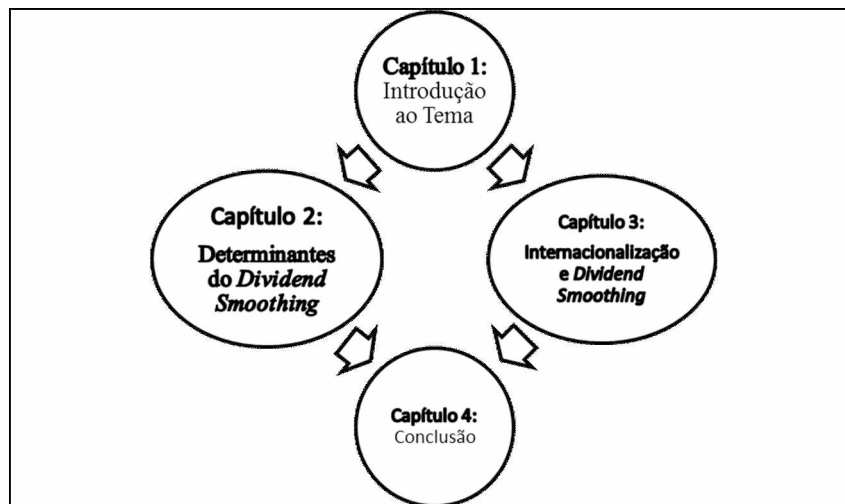 Capítulo 1:
Introdução
ao Tema
Capítulo 2:
Determinantes
do Dividend
Smoothing
Capítulo 3:
Internacionalização
e Dividend
Smoothing
Capítulo 4:
Conclusão